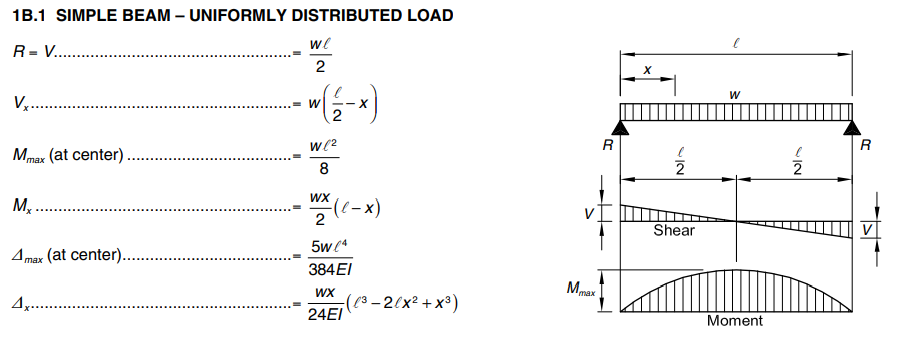 1B.1 SIMPLE BEAM – UNIFORMLY DISTRIBUTED LOAD
R = V.................................................... = wℓ/2
Vₓ.................................................... = w(ℓ/2 – x)
Mmax (at center) .................................... = wℓ²/8
Mₓ.................................................... = wx/2 (ℓ – x)
Δmax (at center).................................... = 5wℓ⁴/384EI
Δₓ.................................................... = wx/24EI (ℓ³ – 2ℓx² + x³)
ℓ
x
w
R
R
ℓ/2
ℓ/2
V
Shear
V
Mmax
Moment